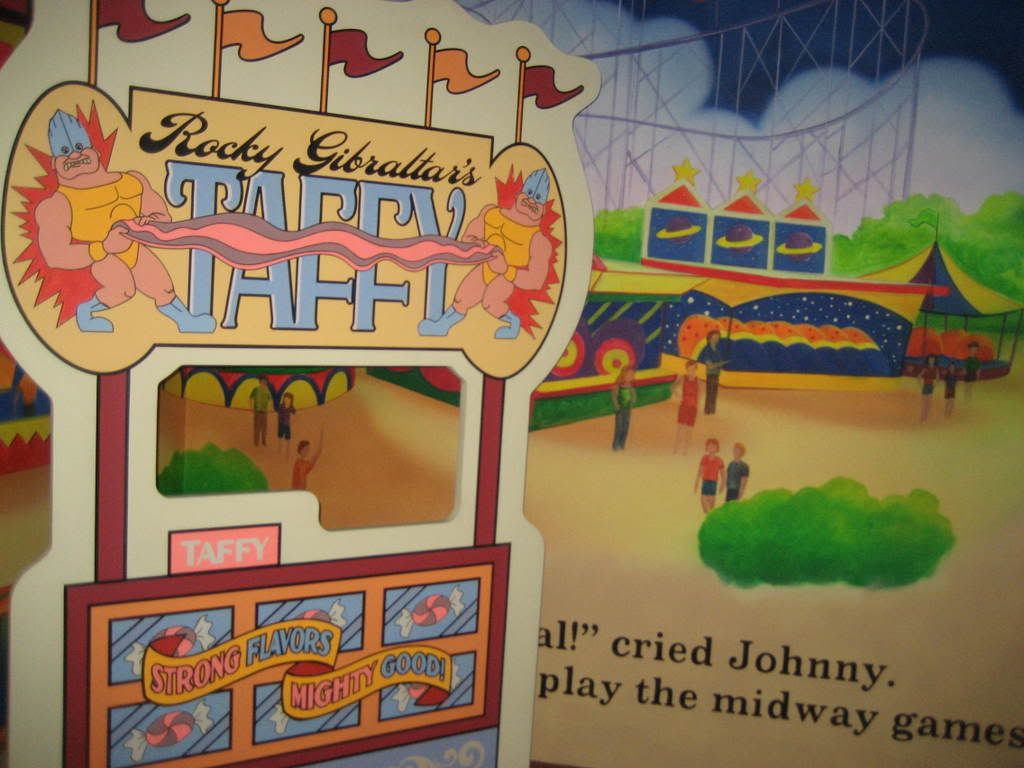 Rocky Gibraltar's
TAFFY
TAFFY
STRONG FLAVORS
MIGHTY GOOD!
al!” cried Johnny.
play the midway games